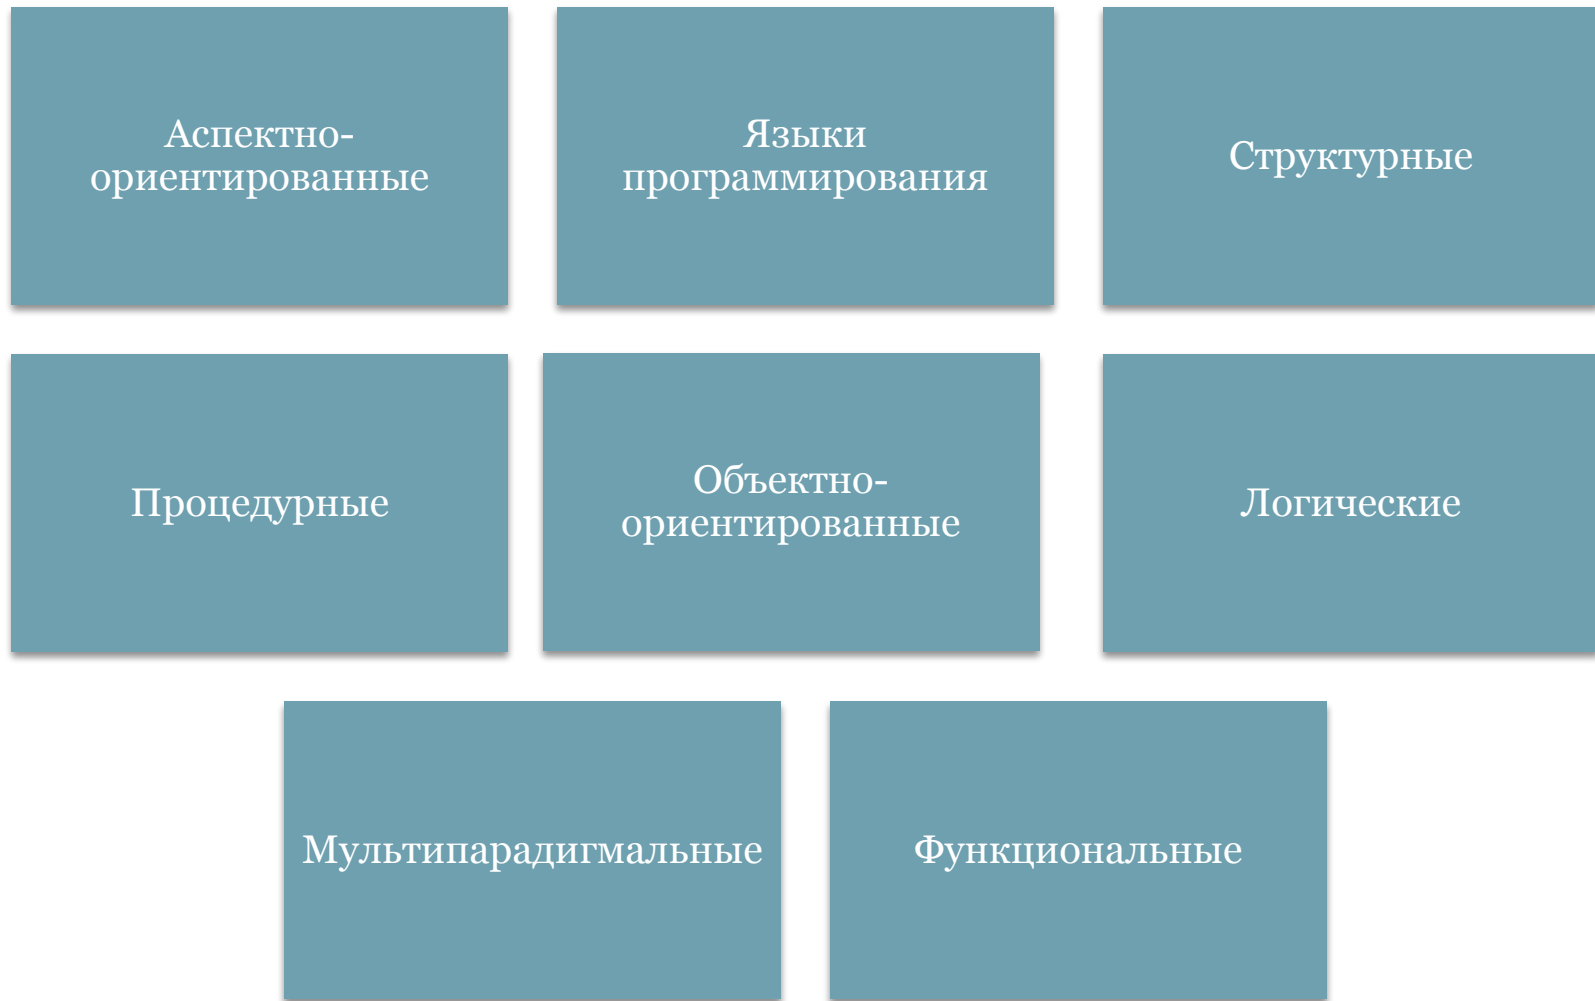 Аспектно-
ориентированные
Языки
программирования
Структурные
Процедурные
Объектно-
ориентированные
Логические
Мультипарадигмальные
Функциональные